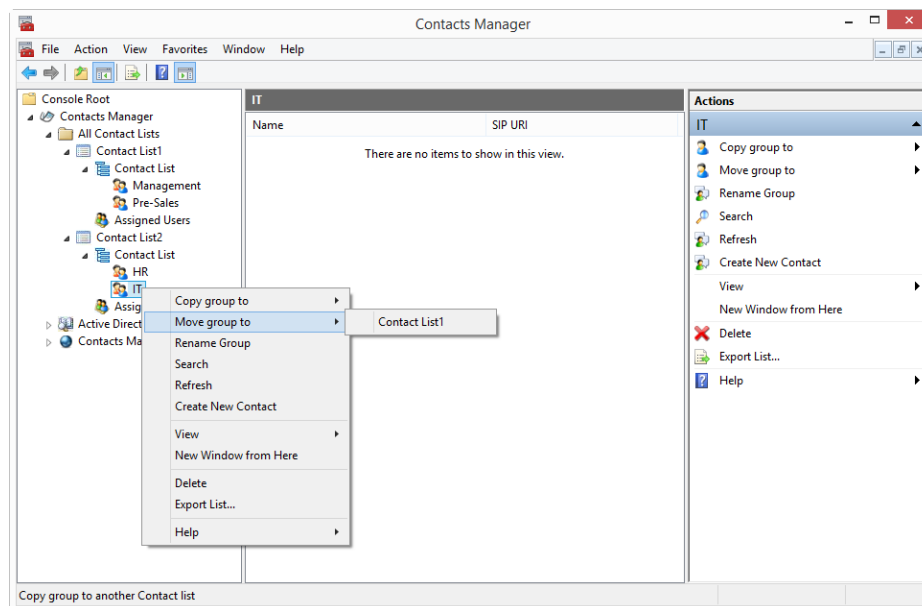 Contacts Manager
File Action View Favorites Window Help
Console Root
Contacts Manager
All Contact Lists
Contact List1
Contact List
Management
Pre-Sales
Assigned Users
Contact List2
Contact List
HR
IT
Assig
Active Direct
Contacts Ma
IT
Name SIP URI
There are no items to show in this view.
Copy group to
Move group to
Rename Group
Search
Refresh
Create New Contact
View
New Window from Here
Delete
Export List...
Help
Contact List1
Actions
IT
Copy group to
Move group to
Rename Group
Search
Refresh
Create New Contact
View
New Window from Here
Delete
Export List...
Help
Copy group to another Contact list